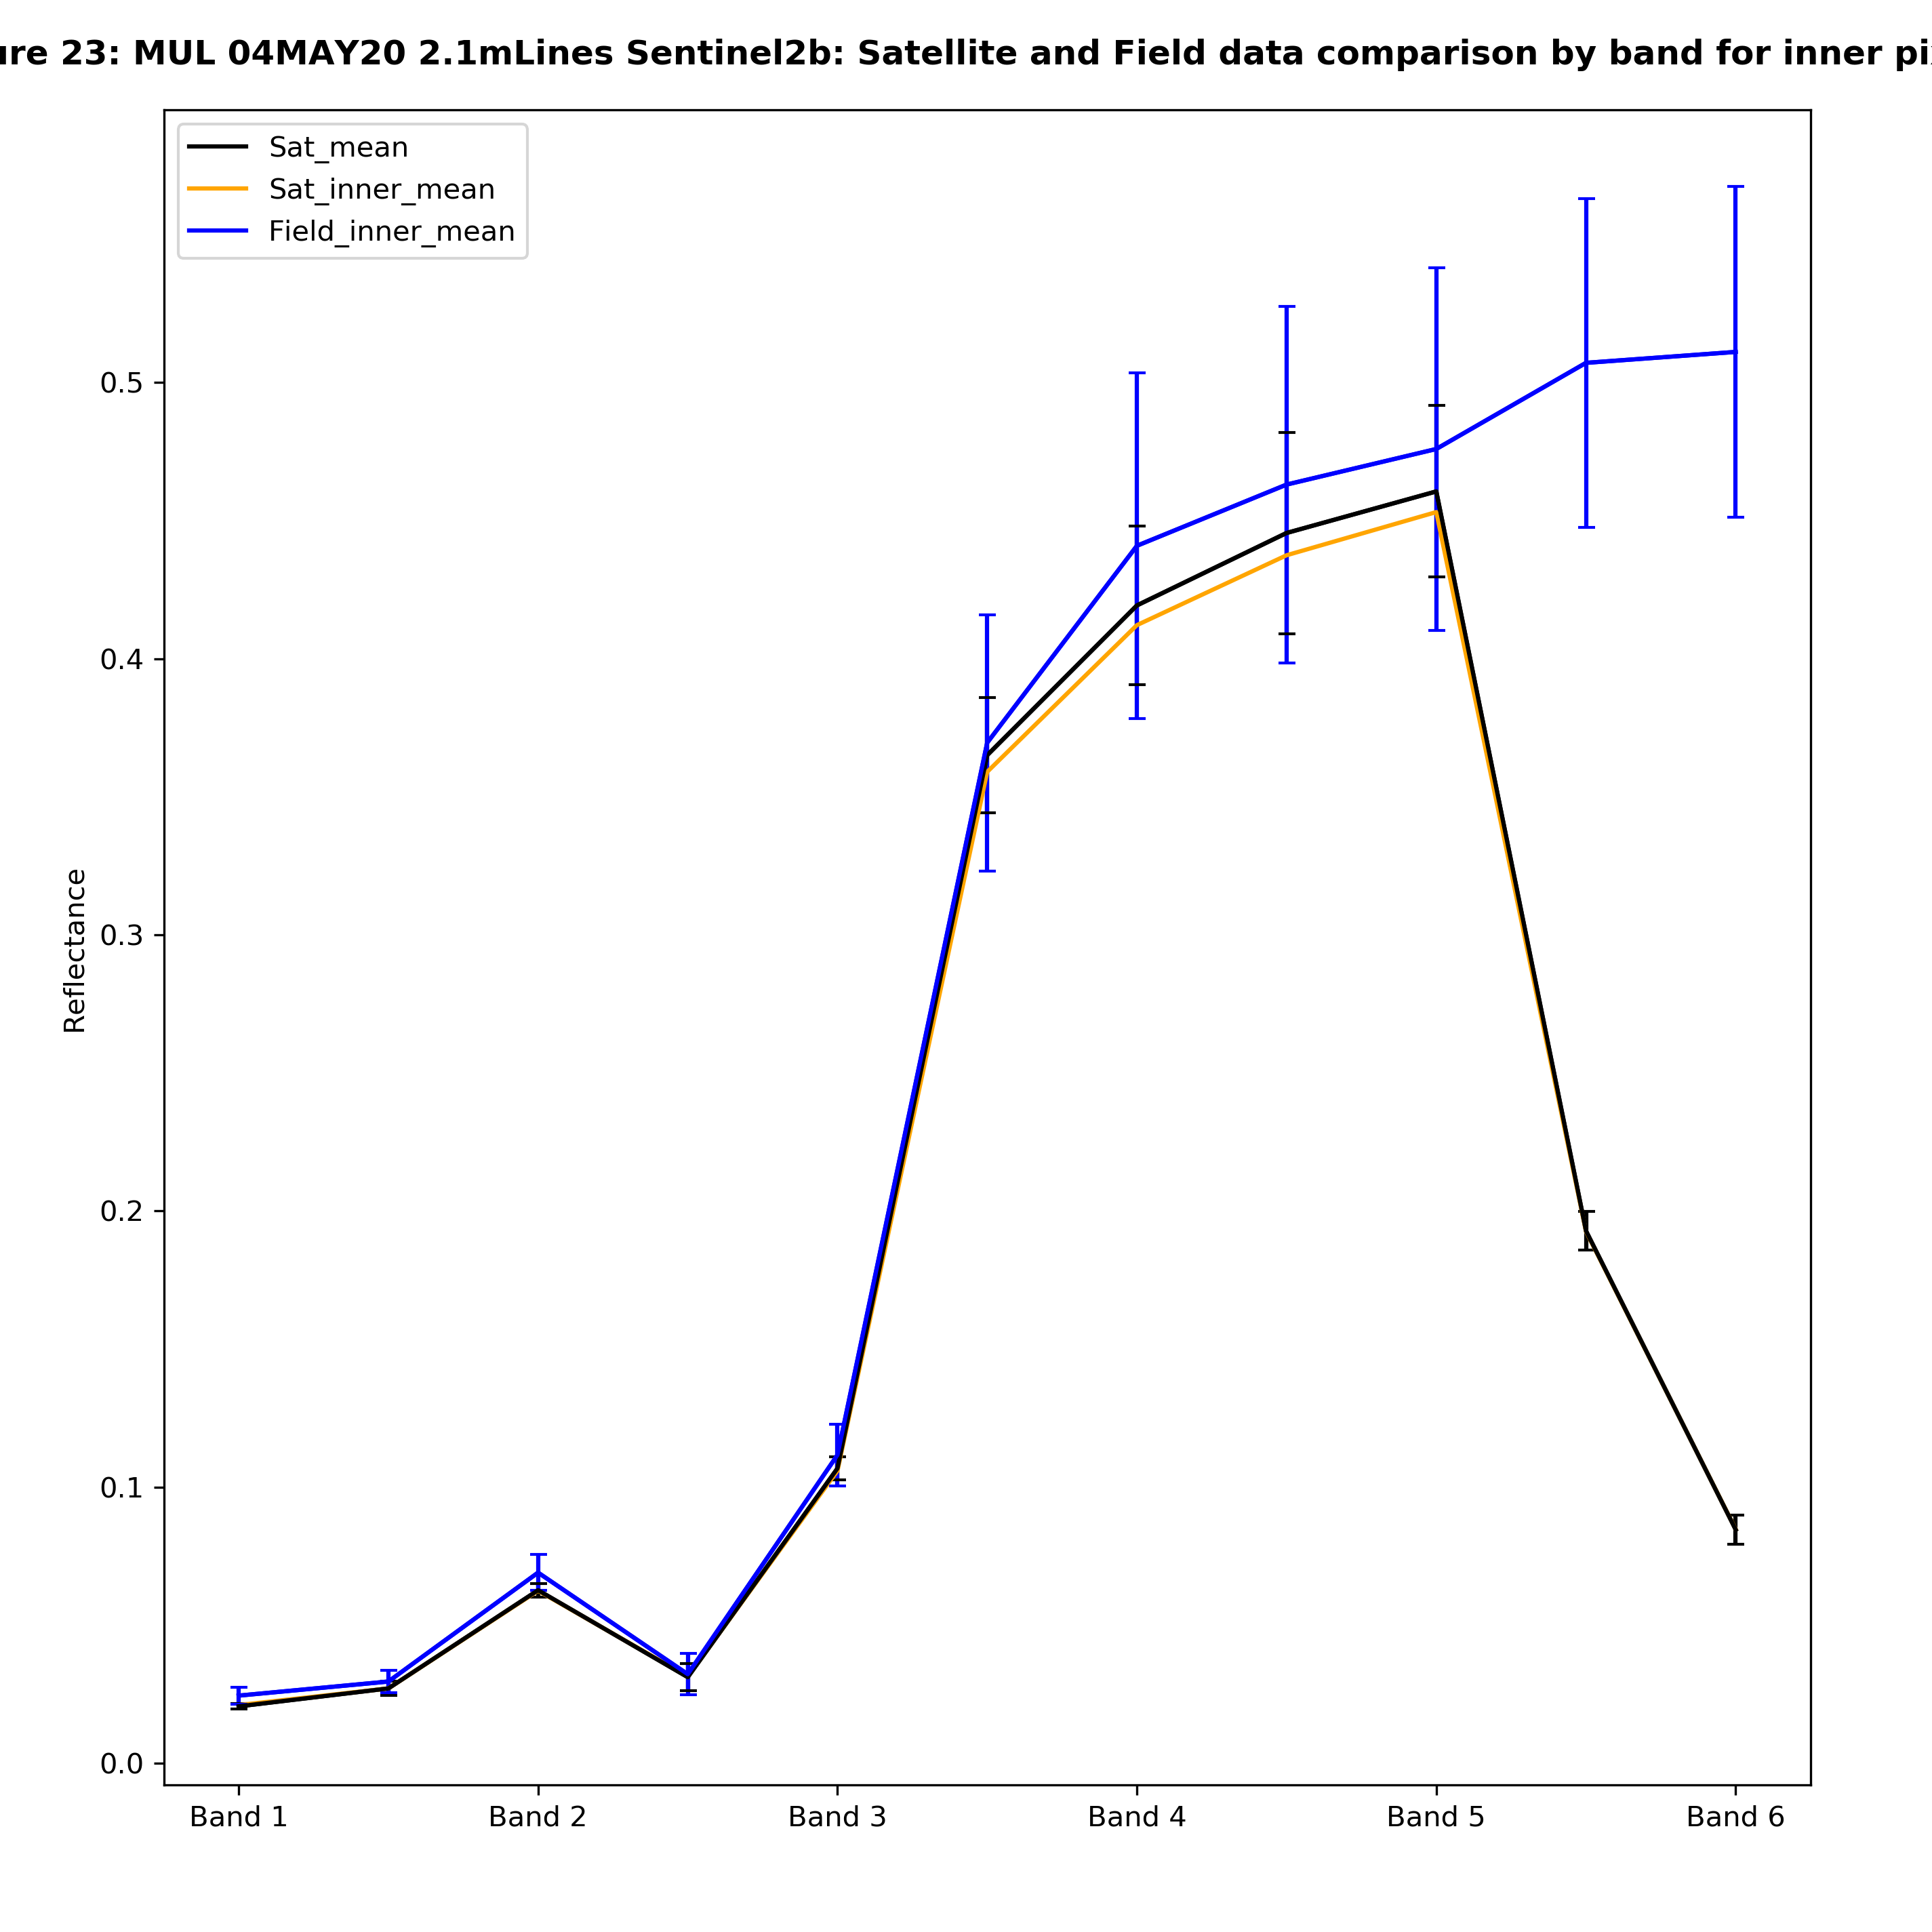 23: MUL 04MAY20 2.1mLines Sentinel2b: Satellite and Field data comparison by band for inner
Sat_mean
Sat_inner_mean
Field_inner_mean
Reflectance
0.5
0.4
0.3
0.2
0.1
0.0
Band 1 Band 2 Band 3 Band 4 Band 5 Band 6